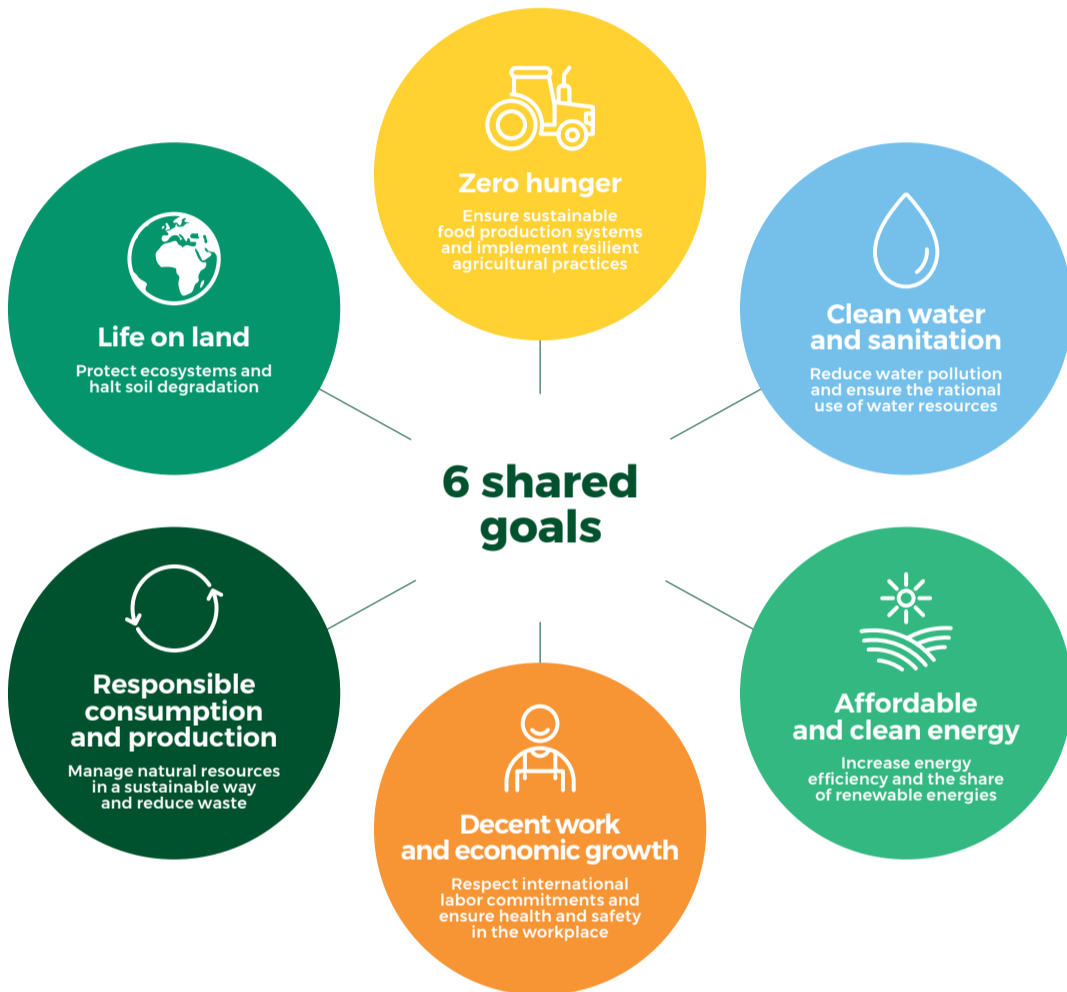 Zero hunger
Ensure sustainable
food production systems
and implement resilient
agricultural practices
Life on land
Protect ecosystems and
halt soil degradation
Clean water
and sanitation
Reduce water pollution
and ensure the rational
use of water resources
6 shared
goals
Responsible
consumption
and production
Manage natural resources
in a sustainable way
and reduce waste
Affordable
and clean energy
Increase energy
efficiency and the share
of renewable energies
Decent work
and economic growth
Respect international
labor commitments and
ensure health and safety
in the workplace